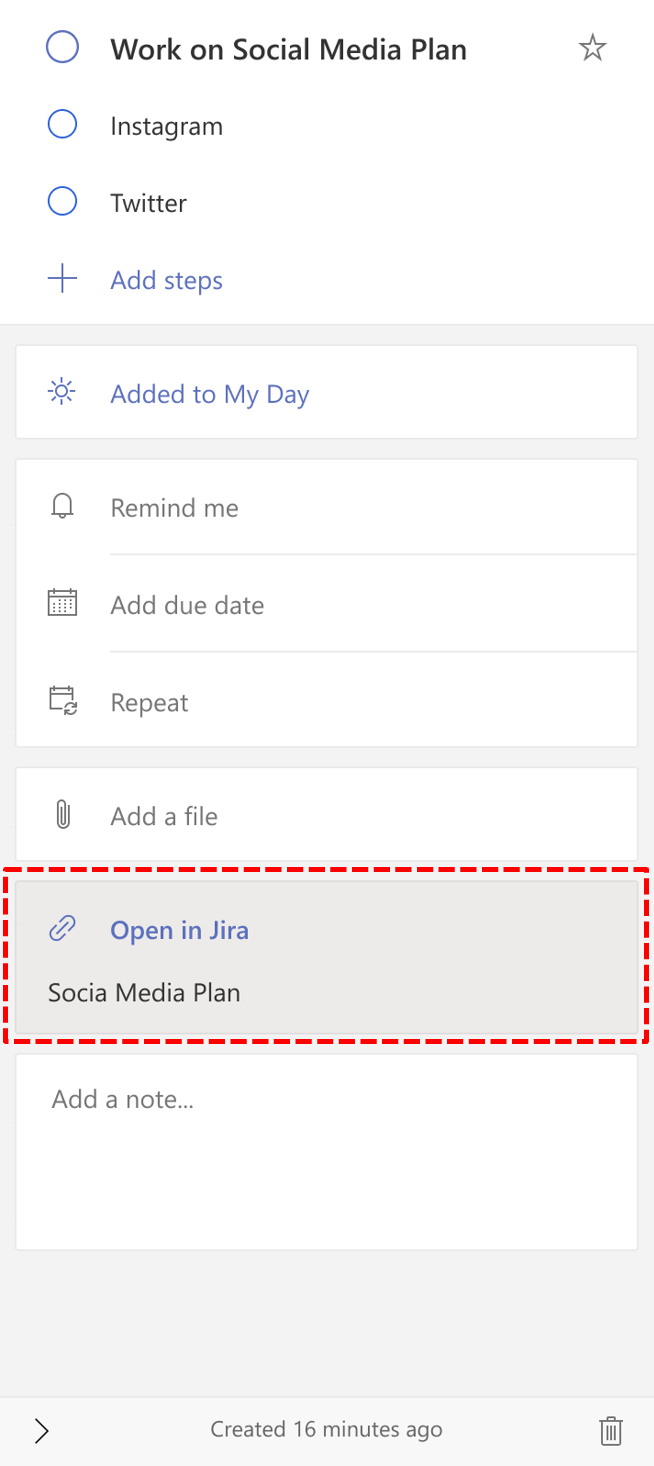 Work on Social Media Plan
Instagram
Twitter
Add steps
Added to My Day
Remind me
Add due date
Repeat
Add a file
Open in Jira
Socia Media Plan
Add a note...
Created 16 minutes ago